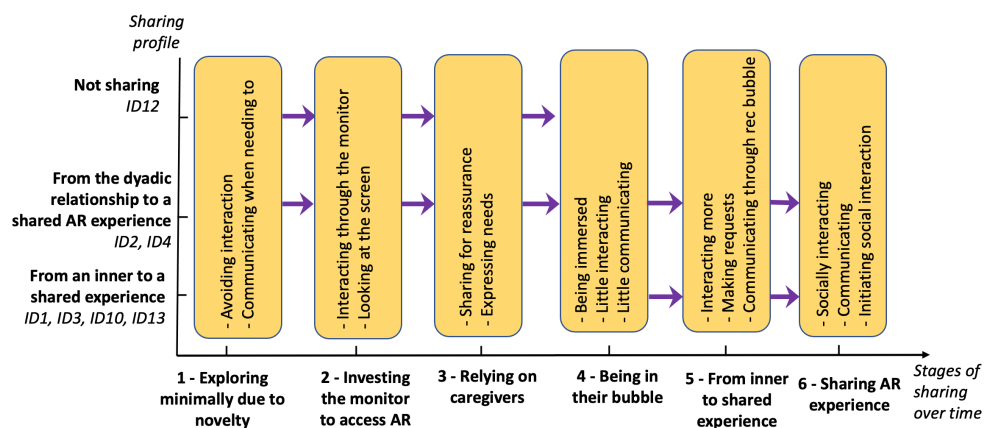 Sharing
profile
Not sharing
ID12
From the dyadic
relationship to a
shared AR experience
ID2, ID4
From an inner to a
shared experience
ID1, ID3, ID10, ID13
- Avoiding interaction
- Communicating when needing to
- Interacting through the monitor
- Looking at the screen
- Sharing for reassurance
- Expressing needs
- Being immersed
- Little interacting
- Little communicating
- Interacting more
- Making requests
- Communicating through rec bubble
- Socially interacting
- Communicating
- Initiating social interaction
1 - Exploring
minimally due to
novelty
2 - Investing
the monitor
to access AR
3 - Relying on
caregivers
4 - Being in
their bubble
5 - From inner
to shared
experience
6 - Sharing AR
experience
Stages of
sharing
over time